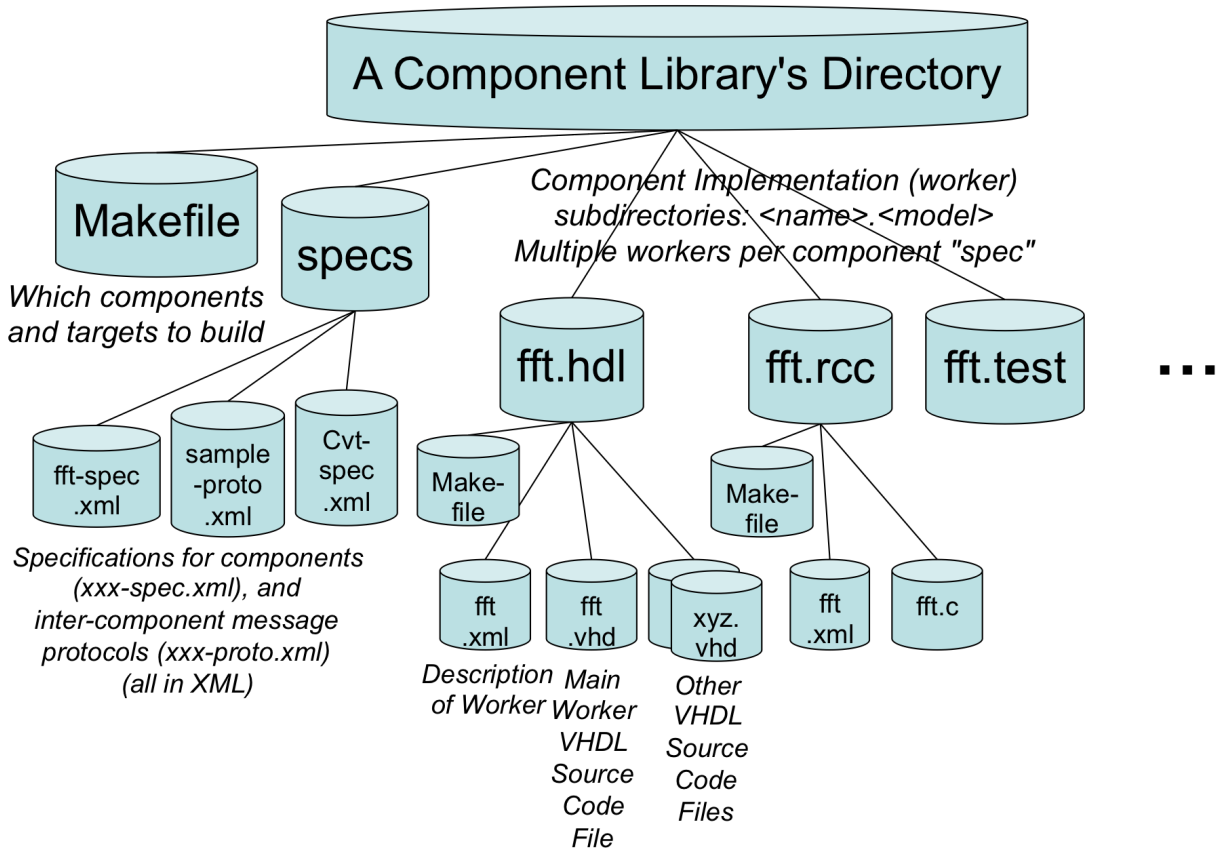 A Component Library's Directory
Makefile
Which components
and targets to build
specs
Component Implementation (worker)
subdirectories: <name>.<model>
Multiple workers per component "spec"
fft.hdl
fft.rcc
fft.test
...
fft-spec
.xml
sample
-proto
.xml
Cvt-
spec
.xml
Specifications for components
(xxx-spec.xml), and
inter-component message
protocols (xxx-proto.xml)
(all in XML)
Make-
file
fft
.xml
Description
of Worker
fft
.vhd
Main
Worker
VHDL
Source
Code
File
xyz.
vhd
Other
VHDL
Source
Code
Files
Make-
file
fft
.xml
fft.c